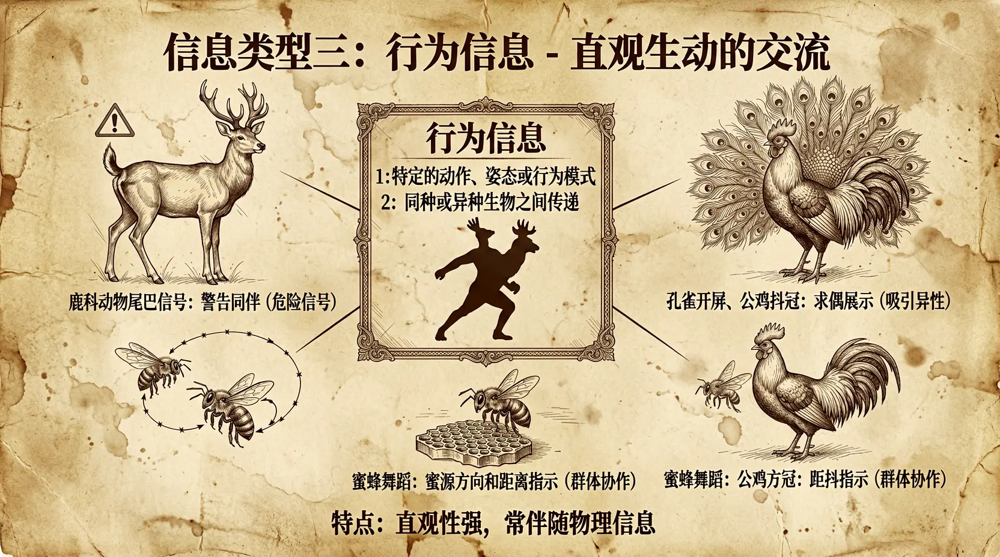 信息类型三：行为信息 - 直观生动的交流
行为信息
1:特定的动作、姿态或行为模式
2：同种或异种生物之间传递
鹿科动物尾巴信号：警告同伴（危险信号）
孔雀开屏、公鸡抖冠：求偶展示（吸引异性）
蜜蜂舞蹈：蜜源方向和距离指示（群体协作）
蜜蜂舞蹈：公鸡方冠：距抖指示（群体协作）
特点：直观性强，常伴随物理信息